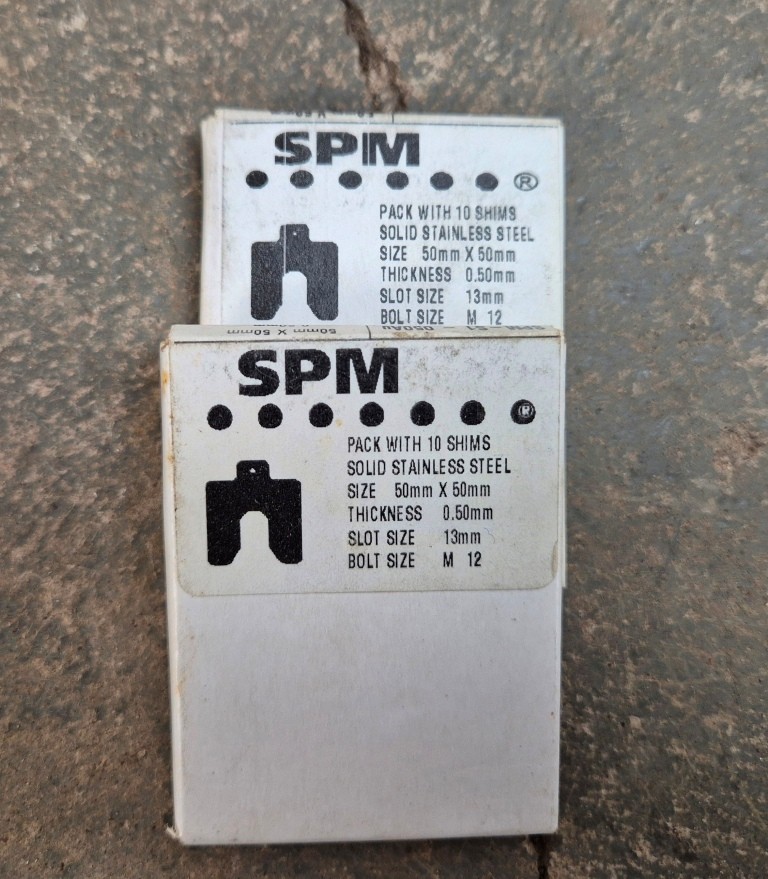 SPM
®
PACK WITH 10 SHIMS
SOLID STAINLESS STEEL
SIZE 50mm X 50mm
THICKNESS 0.50mm
SLOT SIZE 13mm
BOLT SIZE M 12
50mm X 50mm
SPM
®
PACK WITH 10 SHIMS
SOLID STAINLESS STEEL
SIZE 50mm X 50mm
THICKNESS 0.50mm
SLOT SIZE 13mm
BOLT SIZE M 12